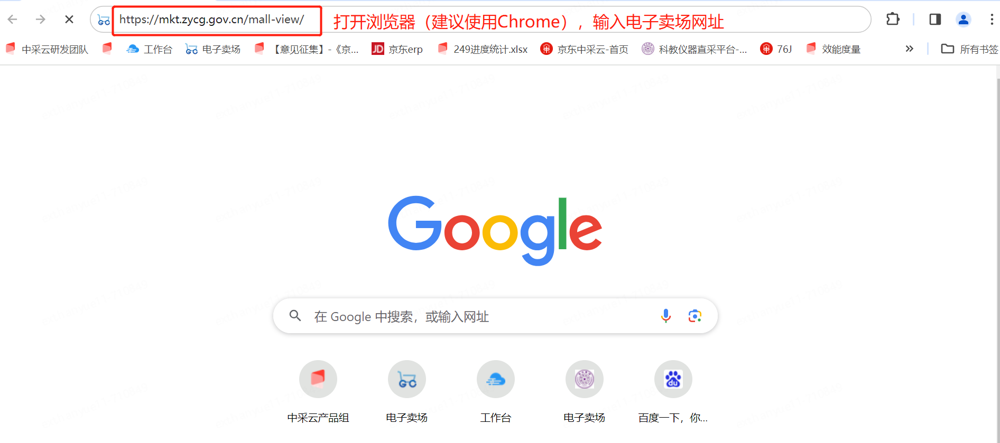 https://mkt.zycg.gov.cn/mall-view/ 打开浏览器（建议使用Chrome），输入电子卖场网址
中采云研发团队 工作台 电子卖场 【意见征集】-《京... JD 京东erp 249进度统计.xlsx 京东中采云-首页 科教仪器直采平台-... 76J 效能度量 » 所有书签
Google
在 Google 中搜索，或输入网址
中采云产品组 电子卖场 工作台 电子卖场 du 百度一下，你...